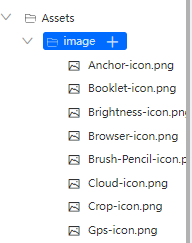 Assets
image
Anchor-icon.png
Booklet-icon.png
Brightness-icon.pn
Browser-icon.png
Brush-Pencil-icon.p
Cloud-icon.png
Crop-icon.png
Gps-icon.png